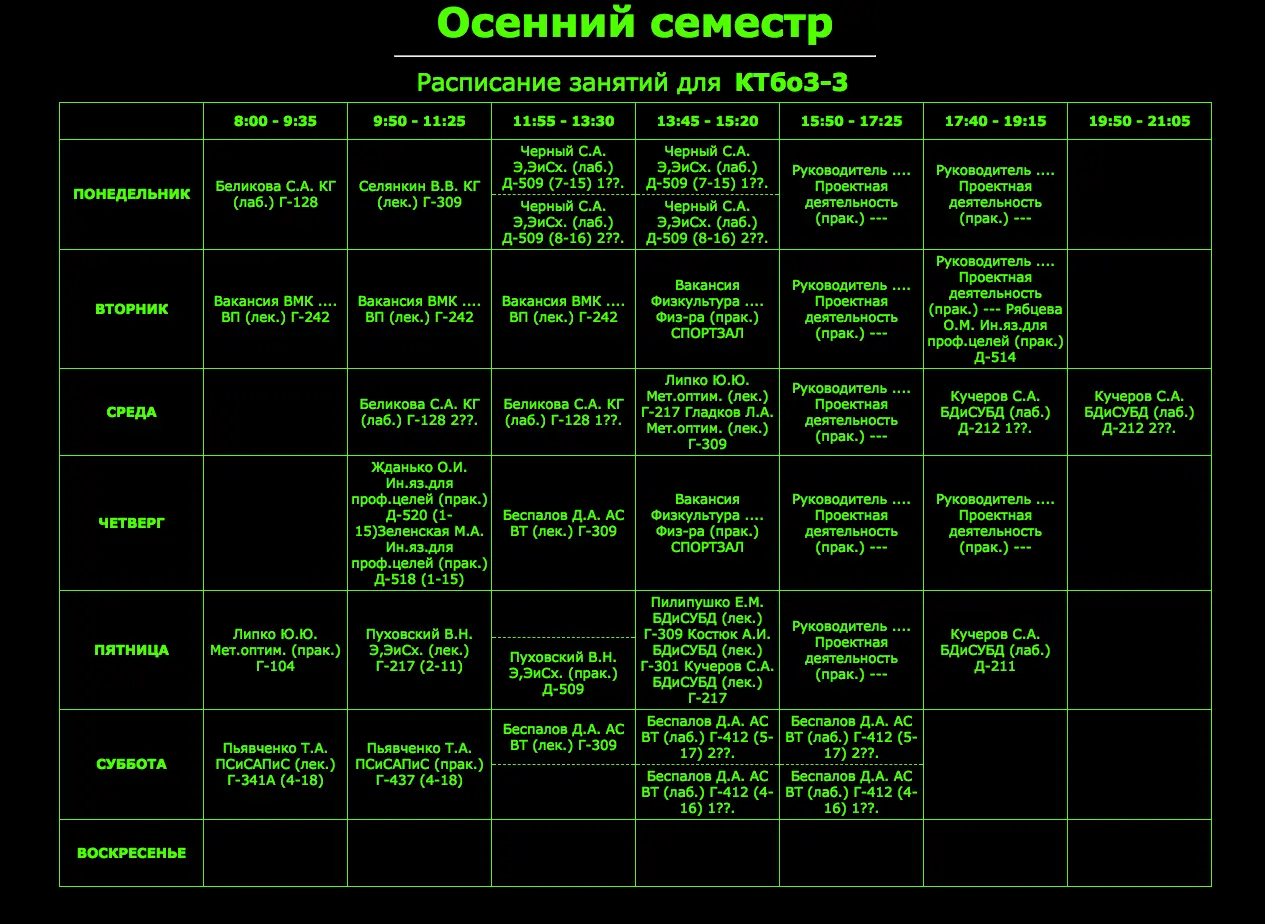 Осенний семестр
Расписание занятий для КТбо3-3
8:00 - 9:35
9:50 - 11:25
11:55 - 13:30
13:45 - 15:20
15:50 - 17:25
17:40 - 19:15
19:50 - 21:05
ПОНЕДЕЛЬНИК
Беликова С.А. КГ
(лаб.) Г-128
Селянкин В.В. КГ
(лек.) Г-309
Черный С.А.
Э,ЭиСх. (лаб.)
Д-509 (7-15) 1??.
Черный С.А.
Э,ЭиСх. (лаб.)
Д-509 (8-16) 2??.
Черный С.А.
Э,ЭиСх. (лаб.)
Д-509 (7-15) 1??.
Черный С.А.
Э,ЭиСх. (лаб.)
Д-509 (8-16) 2??.
Руководитель ....
Проектная
деятельность
(прак.) ---
Руководитель ....
Проектная
деятельность
(прак.) ---
ВТОРНИК
Вакансия ВМК ....
ВП (лек.) Г-242
Вакансия ВМК ....
ВП (лек.) Г-242
Вакансия ВМК ....
ВП (лек.) Г-242
Вакансия
Физкультура ....
Физ-ра (прак.)
СПОРТЗАЛ
Руководитель ....
Проектная
деятельность
(прак.) ---
Руководитель ....
Проектная
деятельность
(прак.) --- Рябцева
О.М. Ин.яз.для
проф.целей (прак.)
Д-514
СРЕДА
Беликова С.А. КГ
(лаб.) Г-128 2??.
Беликова С.А. КГ
(лаб.) Г-128 1??.
Липко Ю.Ю.
Мет.оптим. (лек.)
Г-217 Гладков Л.А.
Мет.оптим. (лек.)
Г-309
Руководитель ....
Проектная
деятельность
(прак.) ---
Кучеров С.А.
БДиСУБД (лаб.)
Д-212 1??.
Кучеров С.А.
БДиСУБД (лаб.)
Д-212 2??.
ЧЕТВЕРГ
Жданько О.И.
Ин.яз.для
проф.целей (прак.)
Д-520 (1-
15)Зеленская М.А.
Ин.яз.для
проф.целей (прак.)
Д-518 (1-15)
Беспалов Д.А. АС
ВТ (лек.) Г-309
Вакансия
Физкультура ....
Физ-ра (прак.)
СПОРТЗАЛ
Руководитель ....
Проектная
деятельность
(прак.) ---
Руководитель ....
Проектная
деятельность
(прак.) ---
ПЯТНИЦА
Липко Ю.Ю.
Мет.оптим. (прак.)
Г-104
Пуховский В.Н.
Э,ЭиСх. (лек.)
Г-217 (2-11)
Пуховский В.Н.
Э,ЭиСх. (прак.)
Д-509
Пилипушко Е.М.
БДиСУБД (лек.)
Г-309 Костюк А.И.
БДиСУБД (лек.)
Г-301 Кучеров С.А.
БДиСУБД (лек.)
Г-217
Руководитель ....
Проектная
деятельность
(прак.) ---
Кучеров С.А.
БДиСУБД (лаб.)
Д-211
СУББОТА
Пьявченко Т.А.
ПСиСАПиС (лек.)
Г-341А (4-18)
Пьявченко Т.А.
ПСиСАПиС (прак.)
Г-437 (4-18)
Беспалов Д.А. АС
ВТ (лек.) Г-309
Беспалов Д.А. АС
ВТ (лаб.) Г-412 (5-
17) 2??.
Беспалов Д.А. АС
ВТ (лаб.) Г-412 (4-
16) 1??.
Беспалов Д.А. АС
ВТ (лаб.) Г-412 (5-
17) 2??.
Беспалов Д.А. АС
ВТ (лаб.) Г-412 (4-
16) 1??.
ВОСКРЕСЕНЬЕ